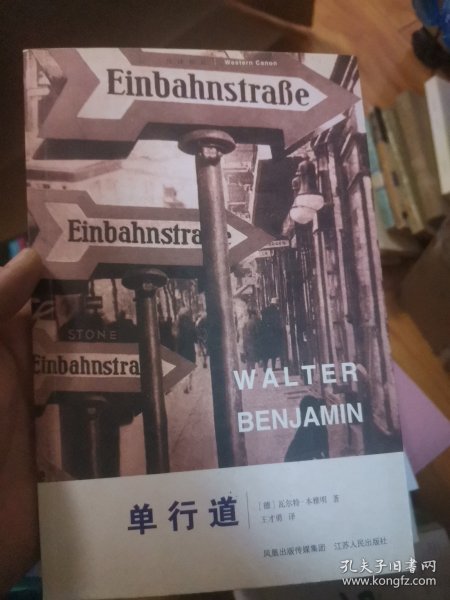 Western Canon
Einbahnstraße
Einbahnstraße
STONE
Einbahnstra
WALTER
BENJAMIN
单行道
[德] 瓦尔特·本雅明 著
王才勇 译
凤凰出版传媒集团 江苏人民出版社
孔夫子旧书网
www.kongfz.com